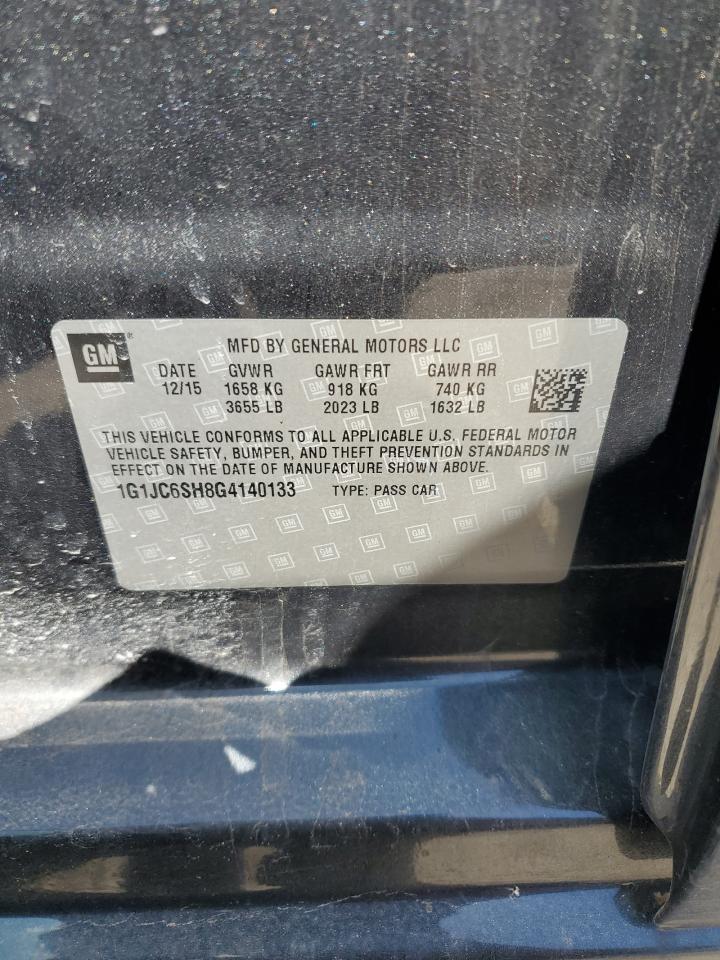 GM ® MFD BY GENERAL MOTORS LLC
DATE GVWR GAWR FRT GAWR RR
12/15 1658 KG 918 KG 740 KG
3655 LB 2023 LB 1632 LB
THIS VEHICLE CONFORMS TO ALL APPLICABLE U.S. FEDERAL MOTOR
VEHICLE SAFETY, BUMPER, AND THEFT PREVENTION STANDARDS IN
EFFECT ON THE DATE OF MANUFACTURE SHOWN ABOVE.
1G1JC6SH8G4140133 TYPE: PASS CAR